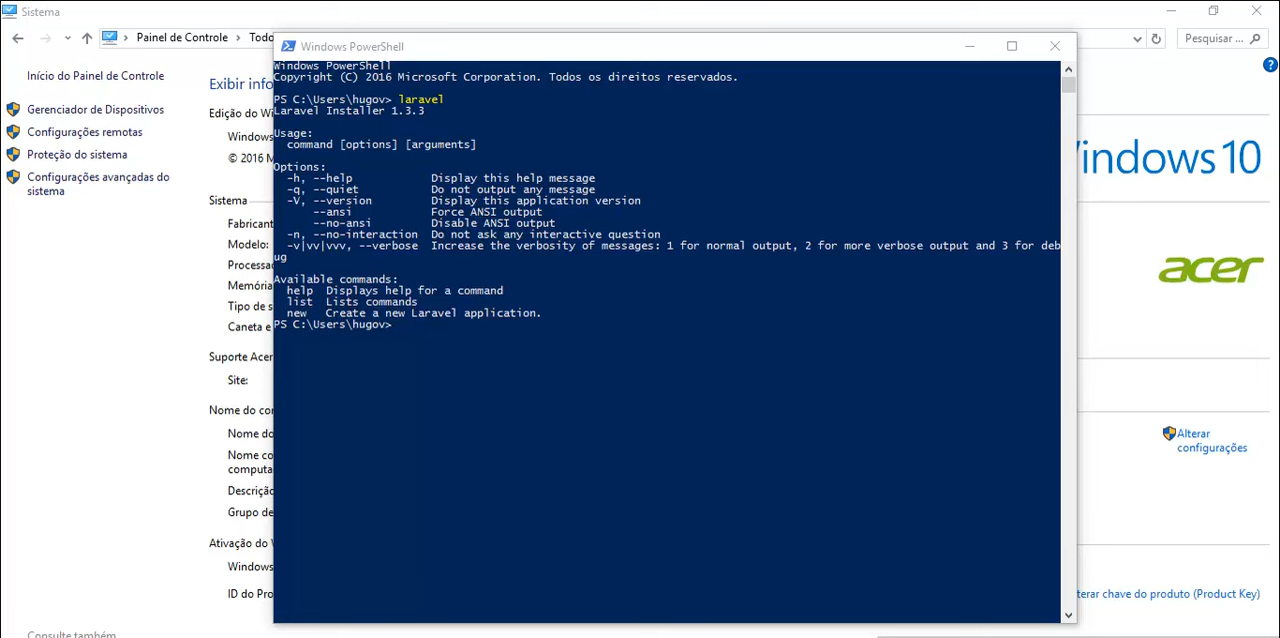 Sistema
Painel de Controle
Todo
Pesquisar ...
Início do Painel de Controle
Gerenciador de Dispositivos
Configurações remotas
Proteção do sistema
Configurações avançadas do
sistema
Consulte também
Exibir info
Edição do Wi
Windows
© 2016 M
Sistema
Fabricant
Modelo:
Processa
Memória
Tipo de s
Caneta e
Suporte Acer
Site:
Nome do co
Nome do
Nome co
computa
Descriçã
Grupo de
Ativação do
Windows
ID do Pro
Windows PowerShell
Windows PowerShell
Copyright (C) 2016 Microsoft Corporation. Todos os direitos reservados.
PS C:\Users\hugov> laravel
Laravel Installer 1.3.3
Usage:
command [options] [arguments]
Options:
-h, --help Display this help message
-q, --quiet Do not output any message
-V, --version Display this application version
--ansi Force ANSI output
--no-ansi Disable ANSI output
-n, --no-interaction Do not ask any interactive question
-v|vv|vvv, --verbose Increase the verbosity of messages: 1 for normal output, 2 for more verbose output and 3 for deb
ug
Available commands:
help Displays help for a command
list Lists commands
new Create a new Laravel application.
PS C:\Users\hugov>
indows 10
acer
Alterar
configurações
terar chave do produto (Product Key)